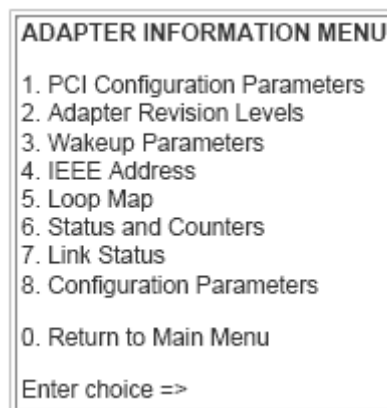 ADAPTER INFORMATION MENU
1. PCI Configuration Parameters
2. Adapter Revision Levels
3. Wakeup Parameters
4. IEEE Address
5. Loop Map
6. Status and Counters
7. Link Status
8. Configuration Parameters
0. Return to Main Menu
Enter choice =>